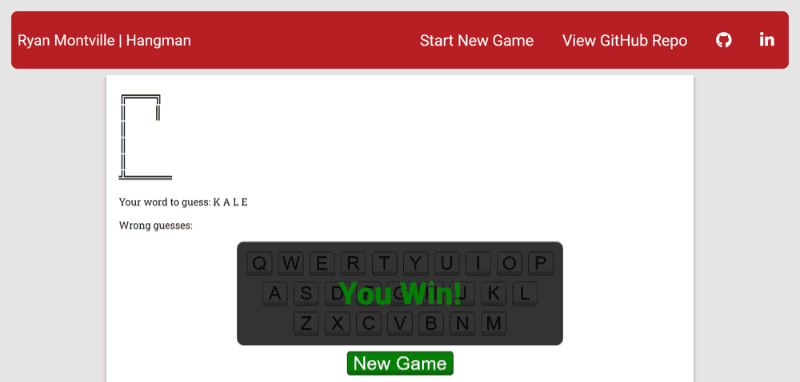 Ryan Montville | Hangman Start New Game View GitHub Repo in
Your word to guess: K A L E
Wrong guesses:
Q W E R T Y U I O P
A S D J K L
You Win!
Z X C V B N M
New Game